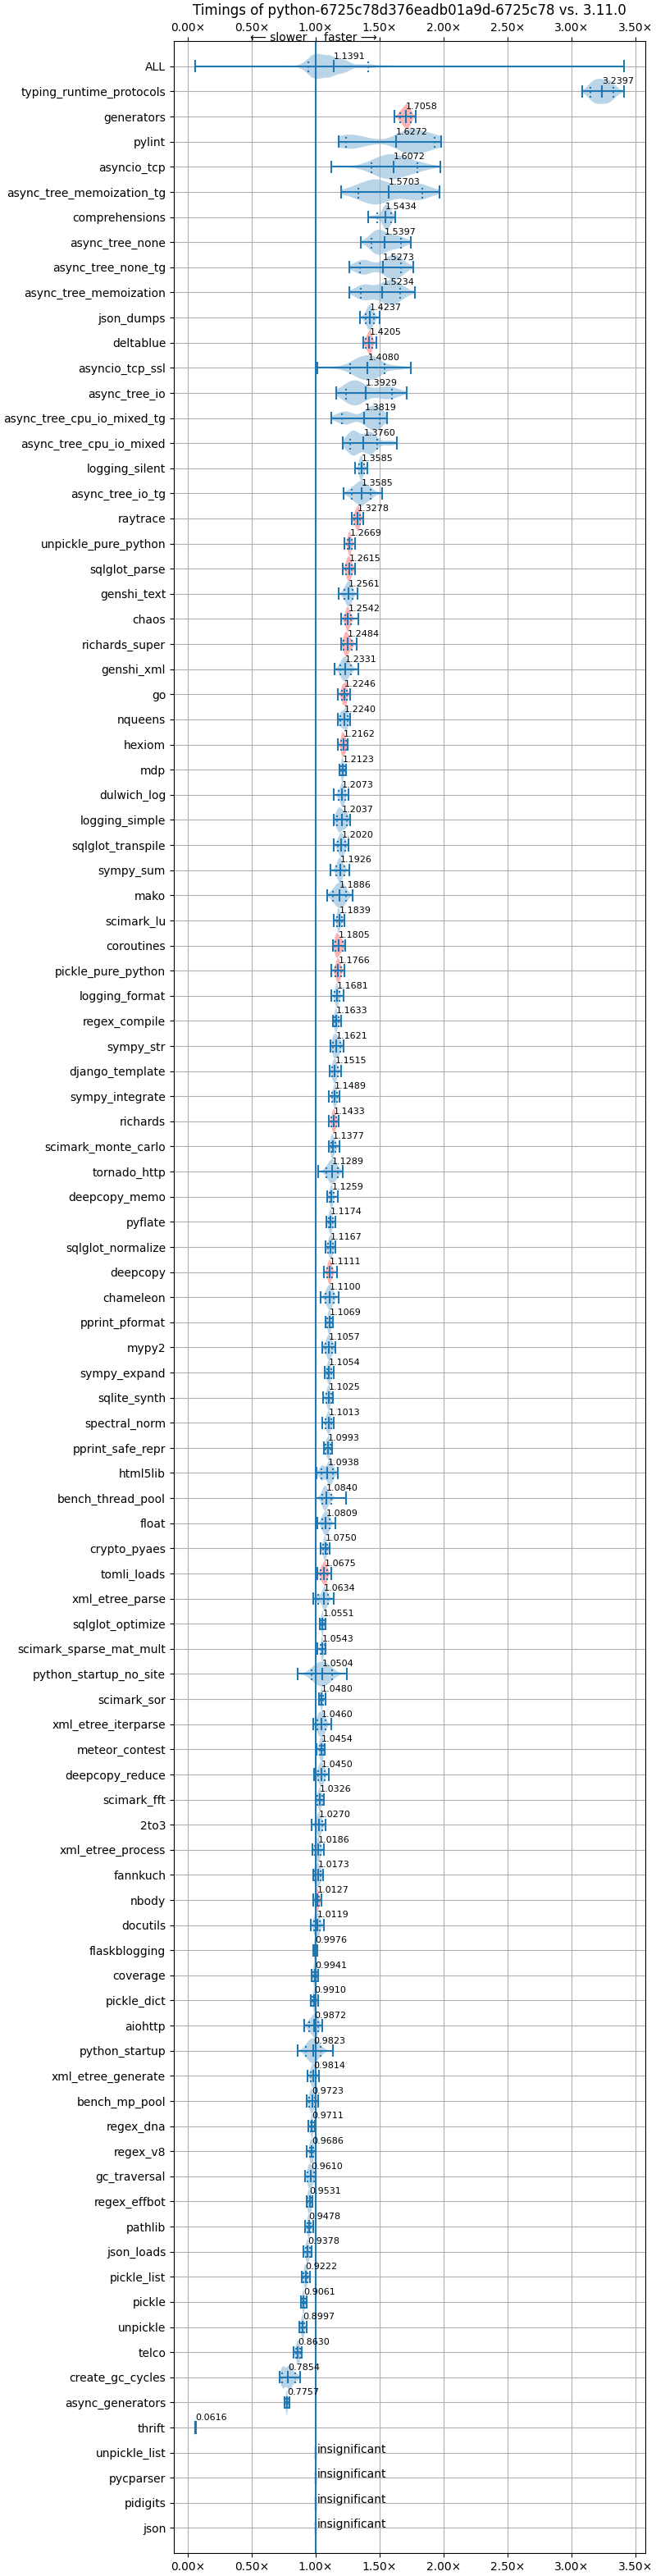 Timings of python-6725c78d376eadb01a9d-6725c78 vs. 3.11.0
0.00× 0.50× 1.00× 1.50× 2.00× 2.50× 3.00× 3.50×
⟵ slower faster ⟶
ALL 1.1391
typing_runtime_protocols 3.2397
generators 1.7058
pylint 1.6272
asyncio_tcp 1.6072
async_tree_memoization_tg 1.5703
comprehensions 1.5434
async_tree_none 1.5397
async_tree_none_tg 1.5273
async_tree_memoization 1.5234
json_dumps 1.4237
deltablue 1.4205
asyncio_tcp_ssl 1.4080
async_tree_io 1.3929
async_tree_cpu_io_mixed_tg 1.3819
async_tree_cpu_io_mixed 1.3760
logging_silent 1.3585
async_tree_io_tg 1.3585
raytrace 1.3278
unpickle_pure_python 1.2669
sqlglot_parse 1.2615
genshi_text 1.2561
chaos 1.2542
richards_super 1.2484
genshi_xml 1.2331
go 1.2246
nqueens 1.2240
hexiom 1.2162
mdp 1.2123
dulwich_log 1.2073
logging_simple 1.2037
sqlglot_transpile 1.2020
sympy_sum 1.1926
mako 1.1886
scimark_lu 1.1839
coroutines 1.1805
pickle_pure_python 1.1766
logging_format 1.1681
regex_compile 1.1633
sympy_str 1.1621
django_template 1.1515
sympy_integrate 1.1489
richards 1.1433
scimark_monte_carlo 1.1377
tornado_http 1.1289
deepcopy_memo 1.1259
pyflate 1.1174
sqlglot_normalize 1.1167
deepcopy 1.1111
chameleon 1.1100
pprint_pformat 1.1069
mypy2 1.1057
sympy_expand 1.1054
sqlite_synth 1.1025
spectral_norm 1.1013
pprint_safe_repr 1.0993
html5lib 1.0938
bench_thread_pool 1.0840
float 1.0809
crypto_pyaes 1.0750
tomli_loads 1.0675
xml_etree_parse 1.0634
sqlglot_optimize 1.0551
scimark_sparse_mat_mult 1.0543
python_startup_no_site 1.0504
scimark_sor 1.0480
xml_etree_iterparse 1.0460
meteor_contest 1.0454
deepcopy_reduce 1.0450
scimark_fft 1.0326
2to3 1.0270
xml_etree_process 1.0186
fannkuch 1.0173
nbody 1.0127
docutils 1.0119
flaskblogging 0.9976
coverage 0.9941
pickle_dict 0.9910
aiohttp 0.9872
python_startup 0.9823
xml_etree_generate 0.9814
bench_mp_pool 0.9723
regex_dna 0.9711
regex_v8 0.9686
gc_traversal 0.9610
regex_effbot 0.9531
pathlib 0.9478
json_loads 0.9378
pickle_list 0.9222
pickle 0.9061
unpickle 0.8997
telco 0.8630
create_gc_cycles 0.7854
async_generators 0.7757
thrift 0.0616
unpickle_list insignificant
pycparser insignificant
pidigits insignificant
json insignificant
0.00× 0.50× 1.00× 1.50× 2.00× 2.50× 3.00× 3.50×